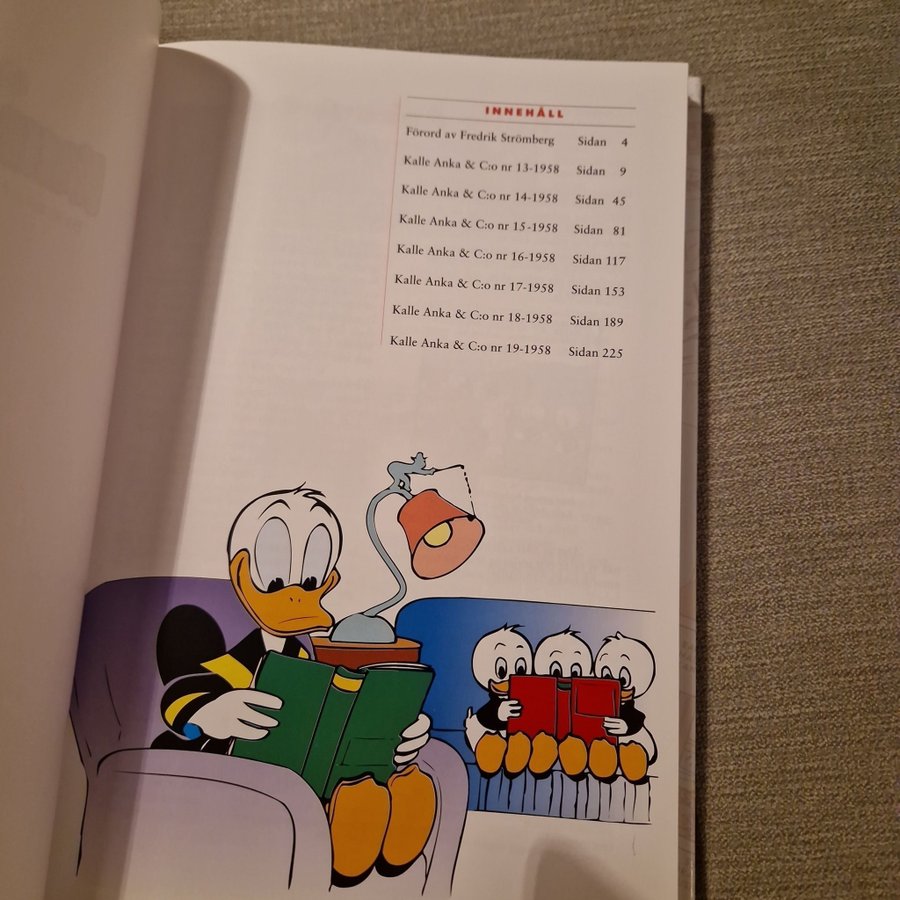 INNEHÅLL
Förord av Fredrik Strömberg Sidan 4
Kalle Anka & C:o nr 13-1958 Sidan 9
Kalle Anka & C:o nr 14-1958 Sidan 45
Kalle Anka & C:o nr 15-1958 Sidan 81
Kalle Anka & C:o nr 16-1958 Sidan 117
Kalle Anka & C:o nr 17-1958 Sidan 153
Kalle Anka & C:o nr 18-1958 Sidan 189
Kalle Anka & C:o nr 19-1958 Sidan 225